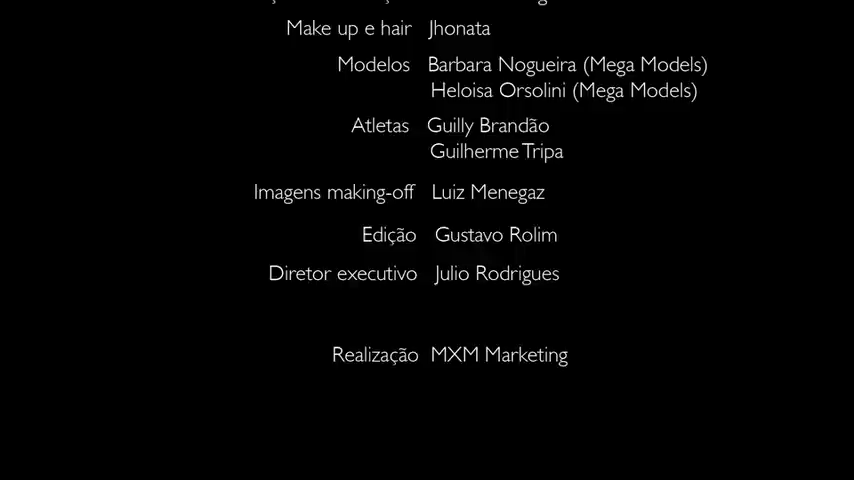 Make up e hair Jhonata
Modelos Barbara Nogueira (Mega Models)
Heloisa Orsolini (Mega Models)
Atletas Guilly Brandão
Guilherme Tripa
Imagens making-off Luiz Menegaz
Edição Gustavo Rolim
Diretor executivo Julio Rodrigues
Realização MXM Marketing